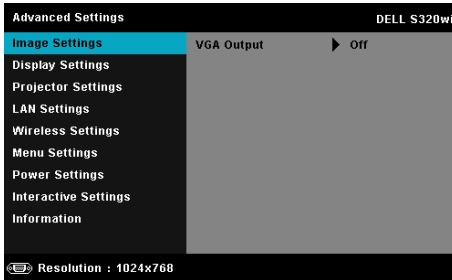 Advanced Settings DELL S320wi
Image Settings VGA Output Off
Display Settings
Projector Settings
LAN Settings
Wireless Settings
Menu Settings
Power Settings
Interactive Settings
Information
Resolution : 1024x768